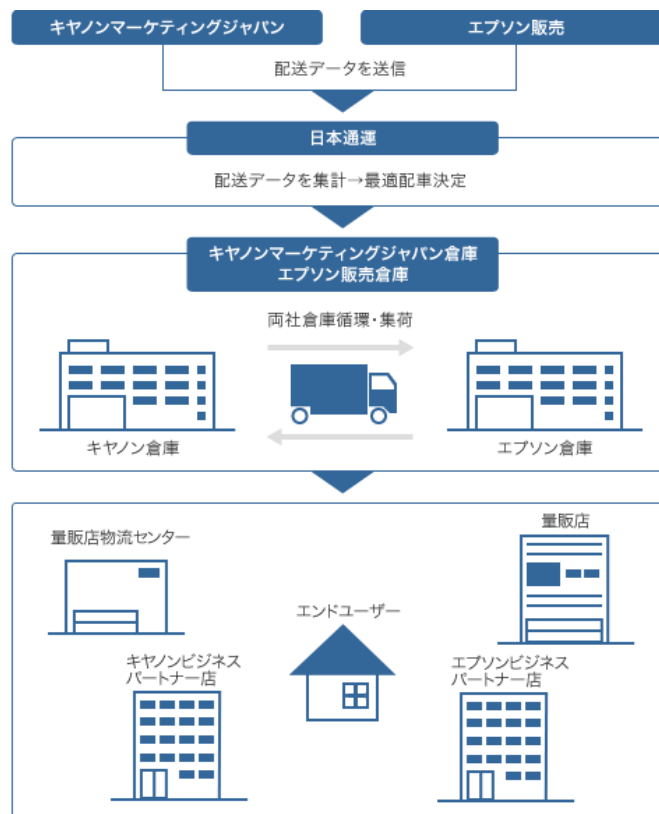 キヤノンマーケティングジャパン
エプソン販売
配送データを送信
日本通運
配送データを集計→最適配車決定
キヤノンマーケティングジャパン倉庫
エプソン販売倉庫
両社倉庫循環・集荷
キヤノン倉庫
エプソン倉庫
量販店物流センター
量販店
エンドユーザー
キヤノンビジネス
パートナー店
エプソンビジネス
パートナー店